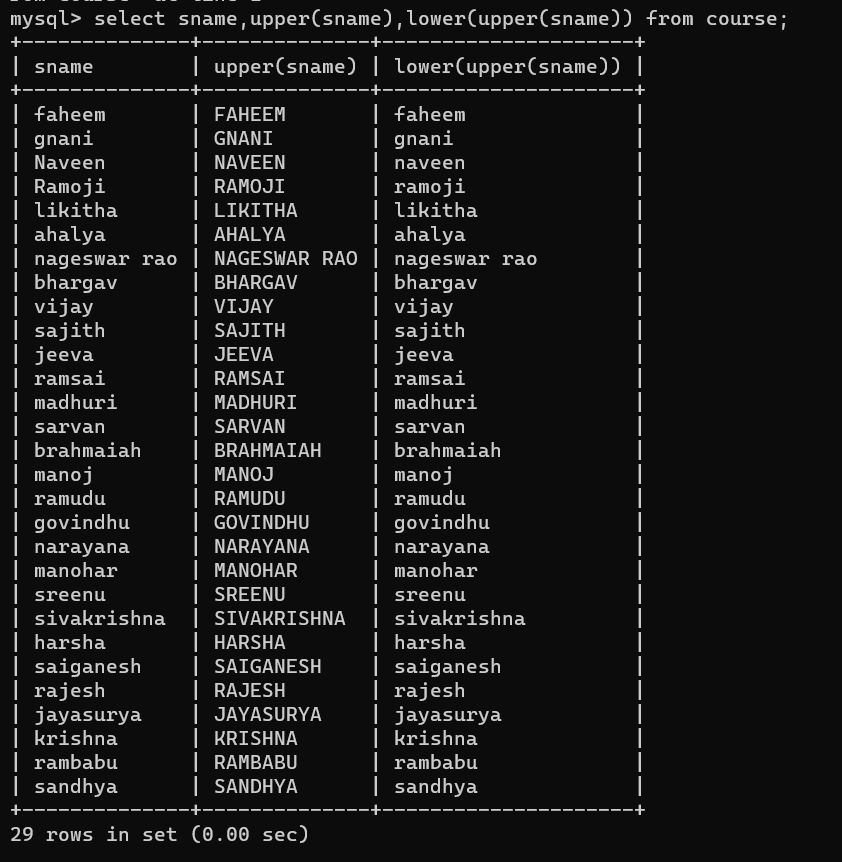 mysql> select sname,upper(sname),lower(upper(sname)) from course;
+--------------+--------------+---------------------+
| sname        | upper(sname) | lower(upper(sname)) |
+--------------+--------------+---------------------+
| faheem       | FAHEEM       | faheem              |
| gnani        | GNANI        | gnani               |
| Naveen       | NAVEEN       | naveen              |
| Ramoji       | RAMOJI       | ramoji              |
| likitha      | LIKITHA      | likitha             |
| ahalya       | AHALYA       | ahalya              |
| nageswar rao | NAGESWAR RAO | nageswar rao        |
| bhargav      | BHARGAV      | bhargav             |
| vijay        | VIJAY        | vijay               |
| sajith       | SAJITH       | sajith              |
| jeeva        | JEEVA        | jeeva               |
| ramsai       | RAMSAI       | ramsai              |
| madhuri      | MADHURI      | madhuri             |
| sarvan       | SARVAN       | sarvan              |
| brahmaiah    | BRAHMAIAH    | brahmaiah           |
| manoj        | MANOJ        | manoj               |
| ramudu       | RAMUDU       | ramudu              |
| govindhu     | GOVINDHU     | govindhu            |
| narayana     | NARAYANA     | narayana            |
| manohar      | MANOHAR      | manohar             |
| sreenu       | SREENU       | sreenu              |
| sivakrishna  | SIVAKRISHNA  | sivakrishna         |
| harsha       | HARSHA       | harsha              |
| saiganesh    | SAIGANESH    | saiganesh           |
| rajesh       | RAJESH       | rajesh              |
| jayasurya    | JAYASURYA    | jayasurya           |
| krishna      | KRISHNA      | krishna             |
| rambabu      | RAMBABU      | rambabu             |
| sandhya      | SANDHYA      | sandhya             |
+--------------+--------------+---------------------+
29 rows in set (0.00 sec)